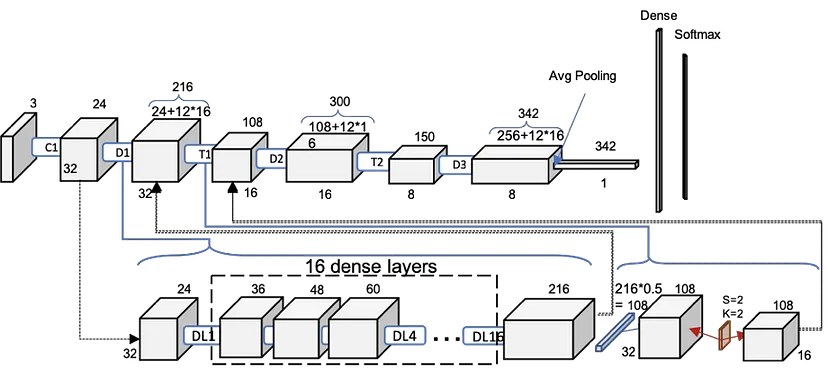 Dense
Softmax
Avg Pooling
3
24
216
24+12*16
108
300
108+12*1
6
150
342
256+12*16
342
C1
D1
T1
D2
T2
D3
32
32
16
16
8
8
1
16 dense layers
24
36
48
60
216
216*0.5
= 108
108
S=2
K=2
108
DL1
DL4
...
DL16
32
32
16